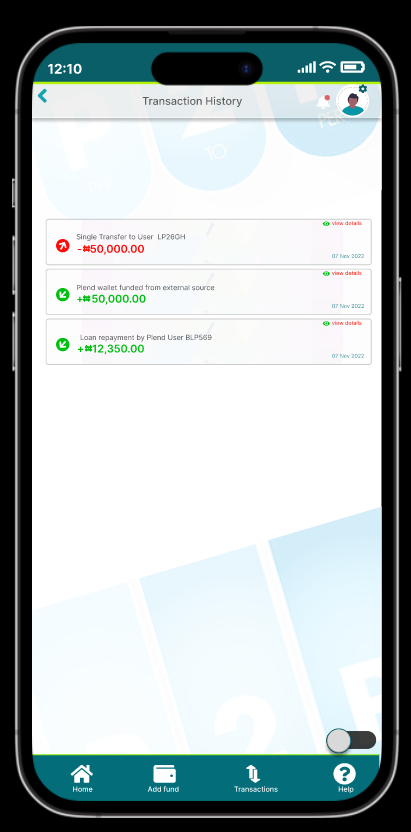 12:10
Transaction History
TO
view details
Single Transfer to User LP26GH
-₦50,000.00
07 Nov 2022
view details
Plend wallet funded from external source
+₦50,000.00
07 Nov 2022
view details
Loan repayment by Plend User BLP569
+₦12,350.00
07 Nov 2022
P 2 P
Home
Add fund
Transactions
Help